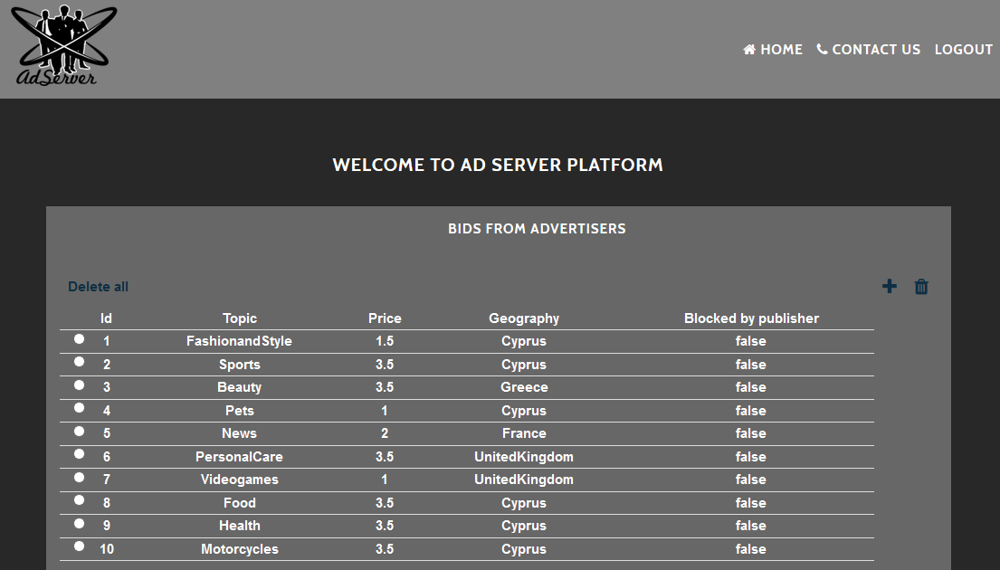 AdServer
HOME CONTACT US LOGOUT
WELCOME TO AD SERVER PLATFORM
BIDS FROM ADVERTISERS
Delete all
Id Topic Price Geography Blocked by publisher
1 FashionandStyle 1.5 Cyprus false
2 Sports 3.5 Cyprus false
3 Beauty 3.5 Greece false
4 Pets 1 Cyprus false
5 News 2 France false
6 PersonalCare 3.5 UnitedKingdom false
7 Videogames 1 UnitedKingdom false
8 Food 3.5 Cyprus false
9 Health 3.5 Cyprus false
10 Motorcycles 3.5 Cyprus false